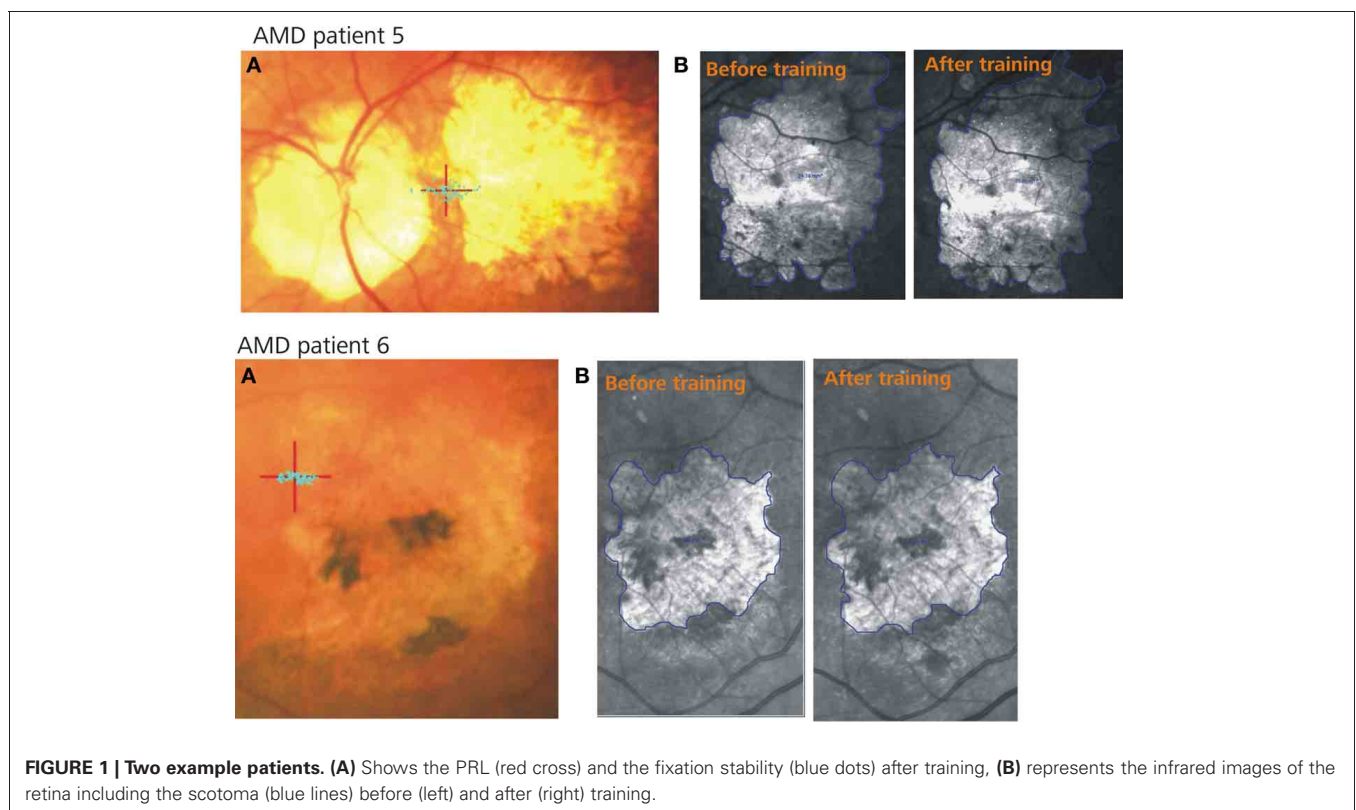 AMD patient 5
A
B
Before training
After training
AMD patient 6
A
B
Before training
After training
FIGURE 1 | Two example patients. (A) Shows the PRL (red cross) and the fixation stability (blue dots) after training, (B) represents the infrared images of the
retina including the scotoma (blue lines) before (left) and after (right) training.